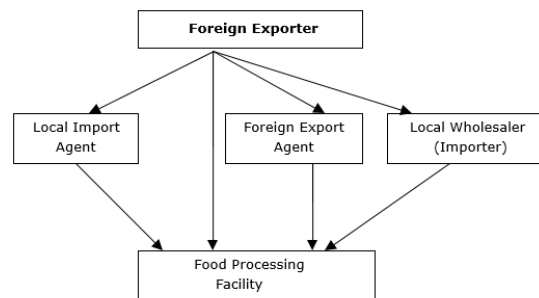 Foreign Exporter
Local Import
Agent
Foreign Export
Agent
Local Wholesaler
(Importer)
Food Processing
Facility